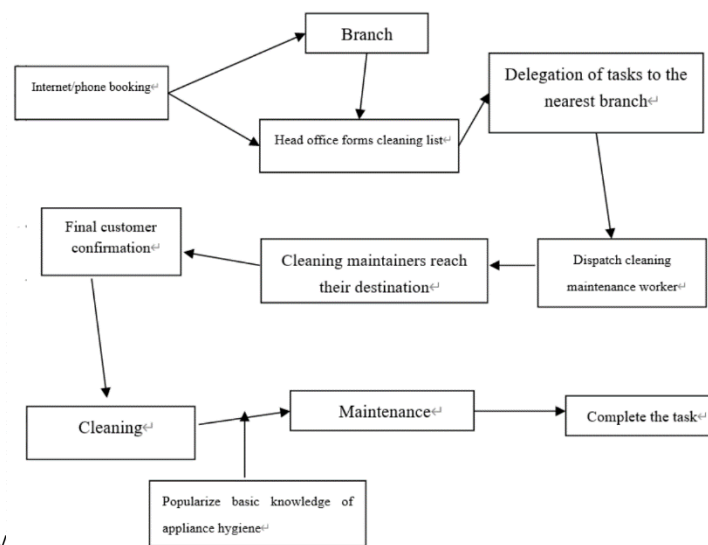 Branch
Internet/phone booking↵
Delegation of tasks to the
nearest branch↵
Head office forms cleaning list↵
Final customer
confirmation↵
Cleaning maintainers reach
their destination↵
Dispatch cleaning
maintenance worker↵
Cleaning↵
Maintenance↵
Complete the task↵
Popularize basic knowledge of
appliance hygiene↵